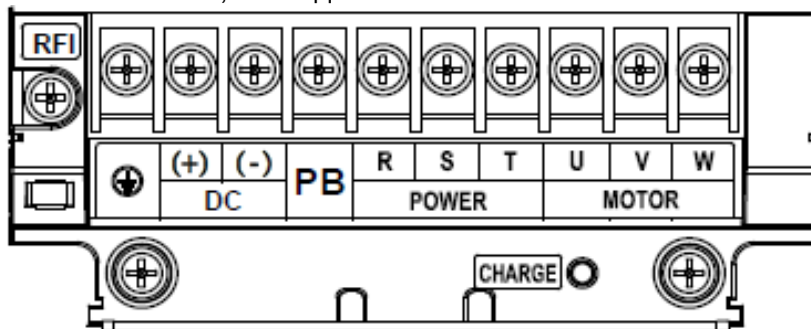 RFI
(+) (-) PB R S T U V W
DC POWER MOTOR
CHARGE